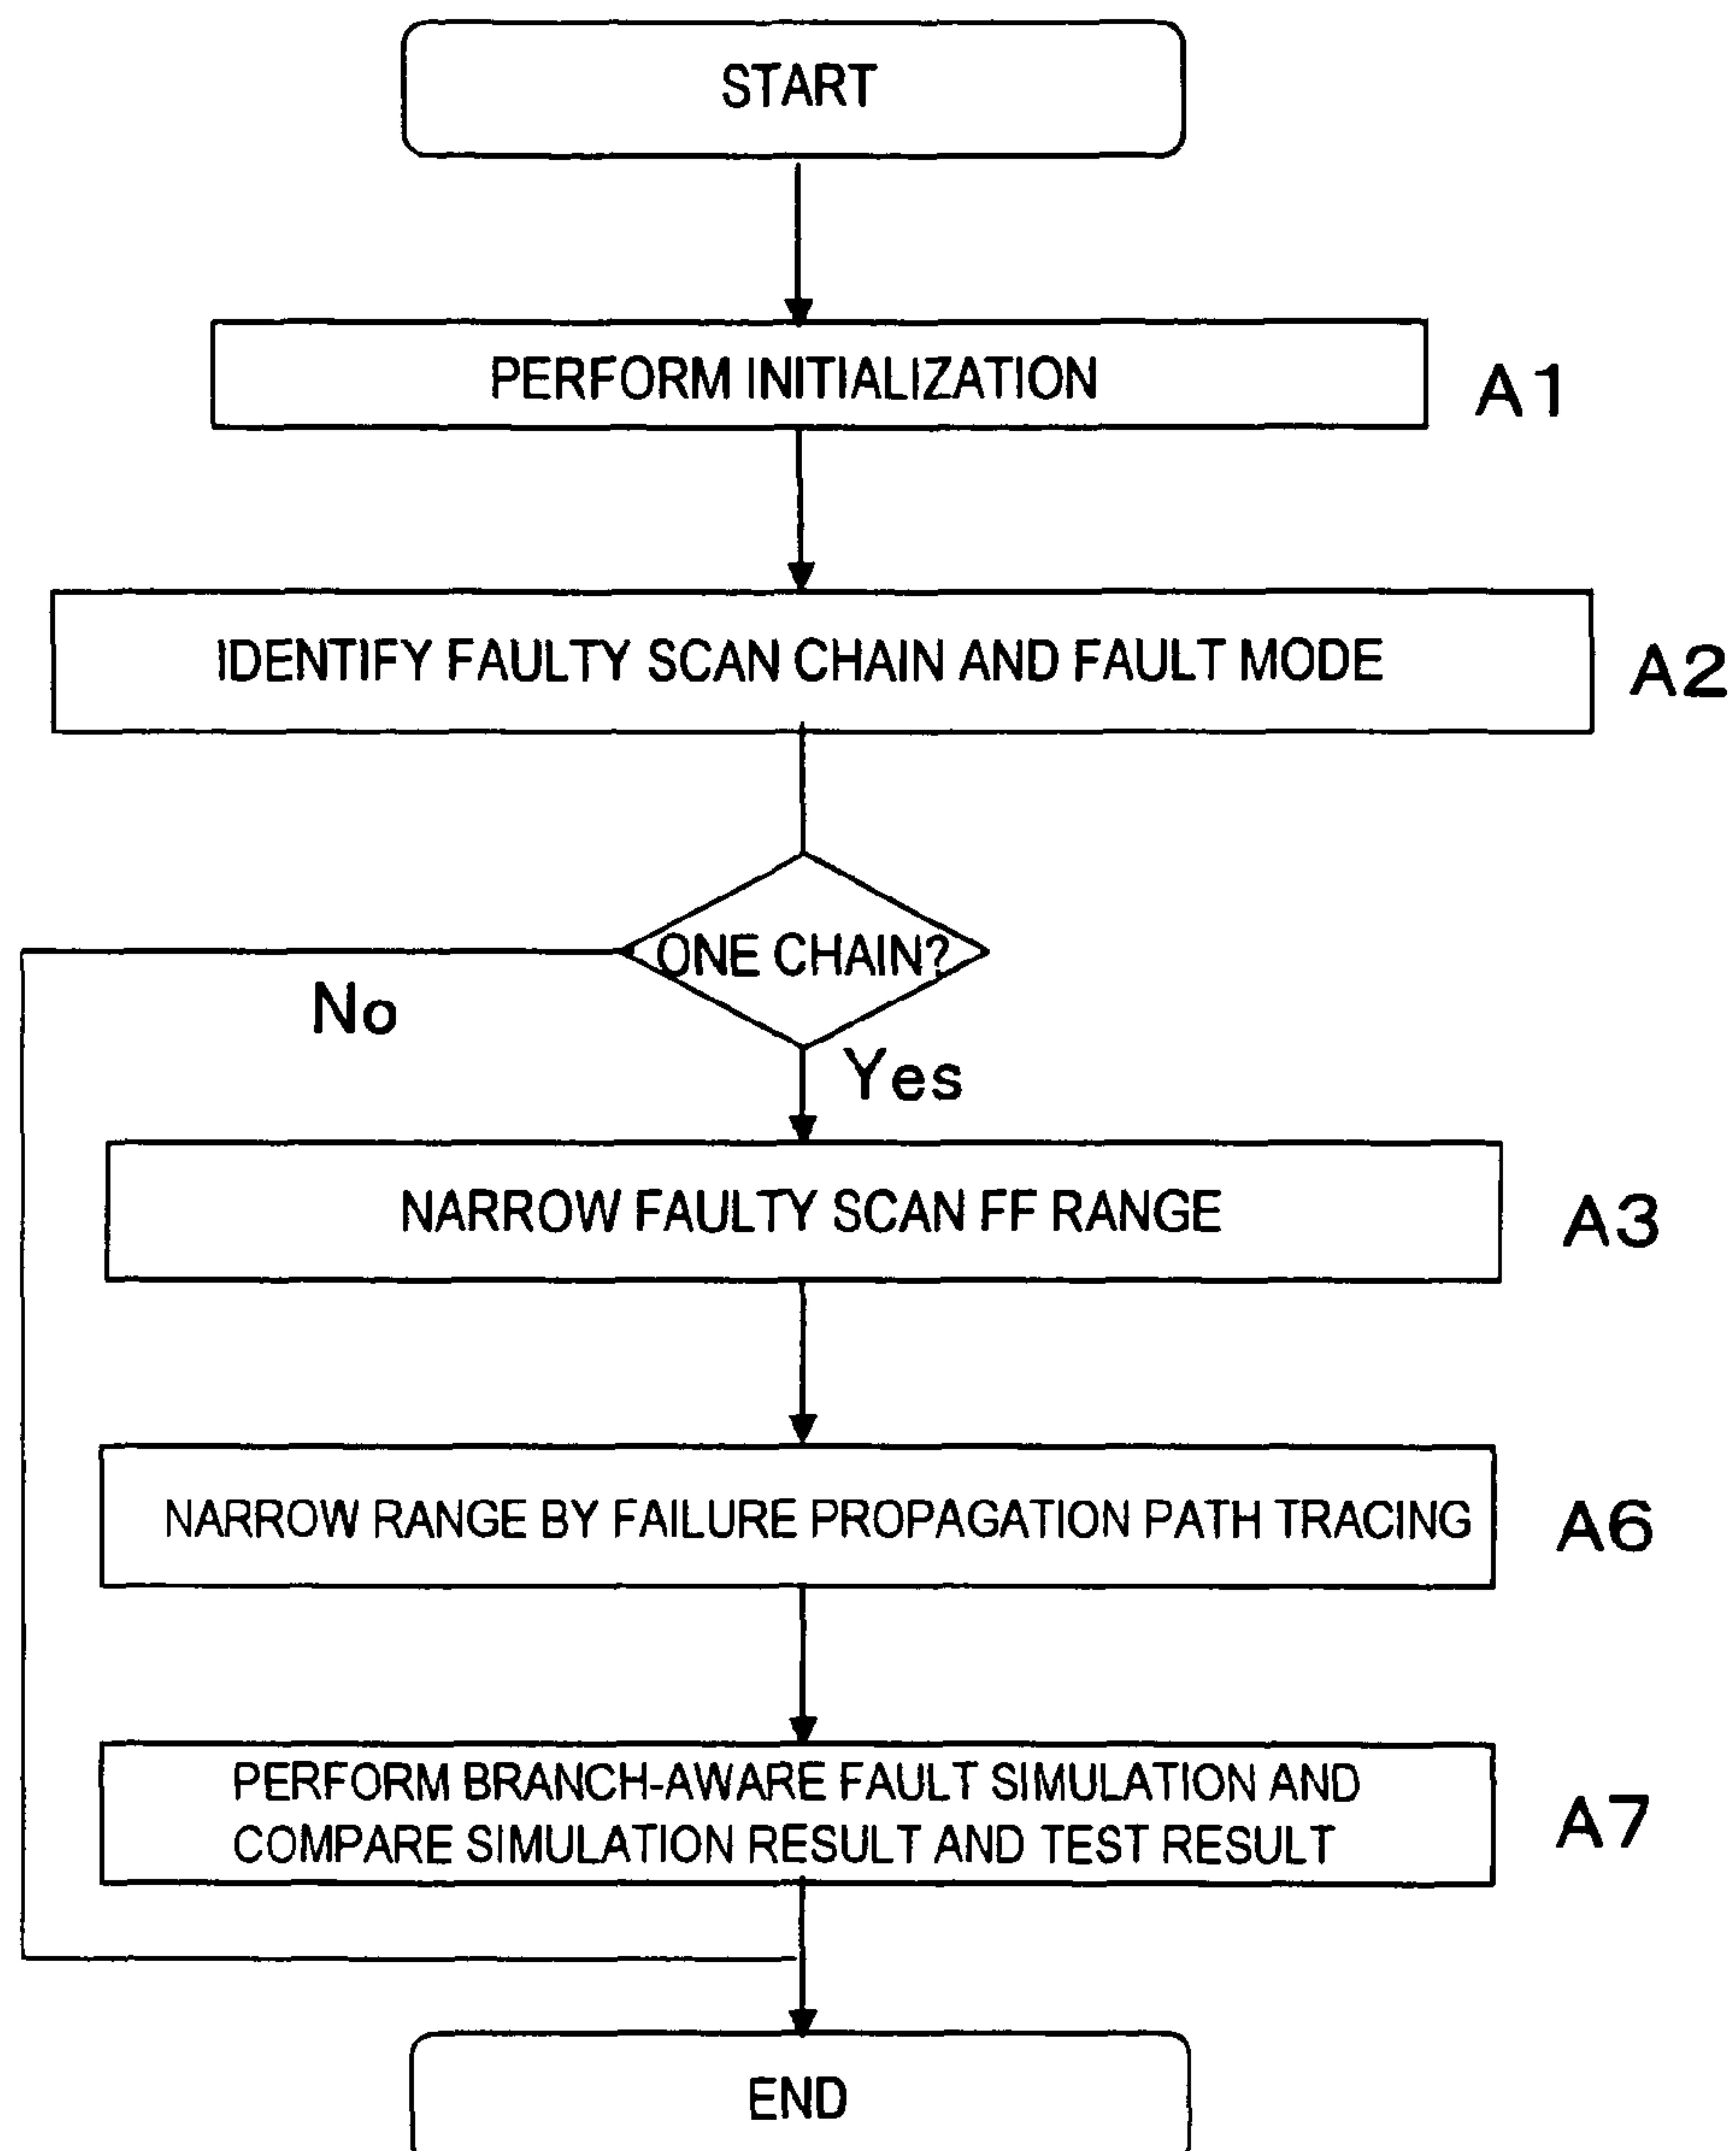 START
PERFORM INITIALIZATION
A1
IDENTIFY FAULTY SCAN CHAIN AND FAULT MODE
A2
ONE CHAIN?
No
Yes
NARROW FAULTY SCAN FF RANGE
A3
NARROW RANGE BY FAILURE PROPAGATION PATH TRACING
A6
PERFORM BRANCH-AWARE FAULT SIMULATION AND
COMPARE SIMULATION RESULT AND TEST RESULT
A7
END